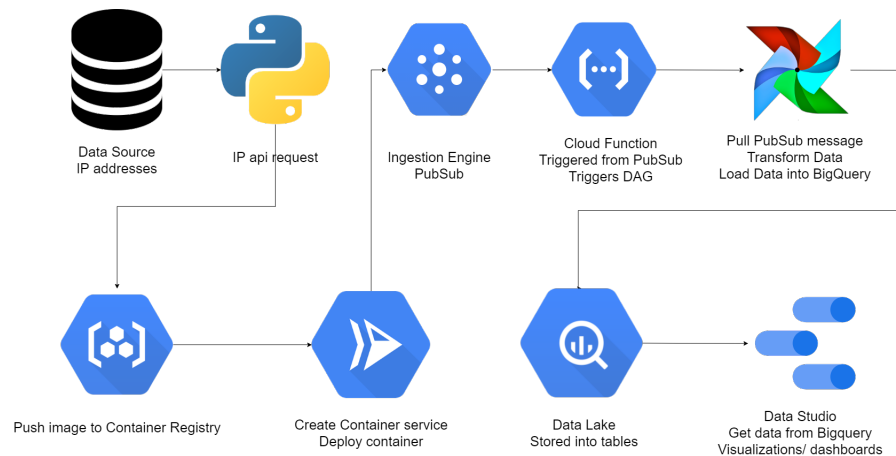 Data Source
IP addresses
IP api request
Ingestion Engine
PubSub
Cloud Function
Triggered from PubSub
Triggers DAG
Pull PubSub message
Transform Data
Load Data into BigQuery
Push image to Container Registry
Create Container service
Deploy container
Data Lake
Stored into tables
Data Studio
Get data from Bigquery
Visualizations/ dashboards